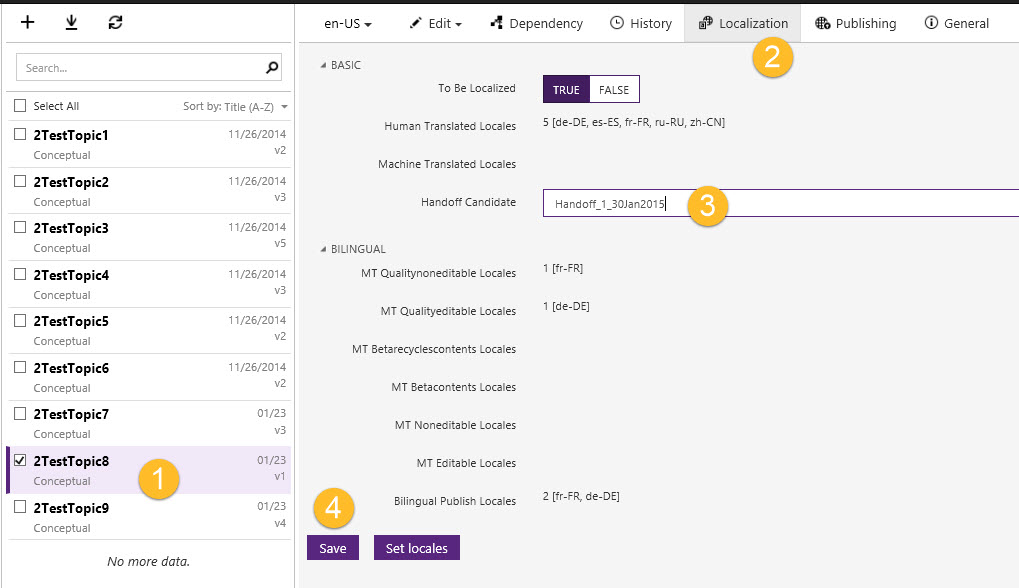 en-US Edit Dependency History Localization Publishing General
Search...
Select All Sort by: Title (A-Z)
2TestTopic1 11/26/2014
Conceptual v2
2TestTopic2 11/26/2014
Conceptual v3
2TestTopic3 11/26/2014
Conceptual v5
2TestTopic4 11/26/2014
Conceptual v3
2TestTopic5 11/26/2014
Conceptual v2
2TestTopic6 11/26/2014
Conceptual v2
2TestTopic7 01/23
Conceptual v3
2TestTopic8 01/23
Conceptual v1
1
2TestTopic9 01/23
Conceptual v4
No more data.
2
BASIC
To Be Localized TRUE FALSE
Human Translated Locales 5 [de-DE, es-ES, fr-FR, ru-RU, zh-CN]
Machine Translated Locales
Handoff Candidate Handoff_1_30Jan2015 3
BILINGUAL
MT Qualitynoneditable Locales 1 [fr-FR]
MT Qualityeditable Locales 1 [de-DE]
MT Betarecyclescontents Locales
MT Betacontents Locales
MT Noneditable Locales
MT Editable Locales
Bilingual Publish Locales 2 [fr-FR, de-DE]
4
Save Set locales